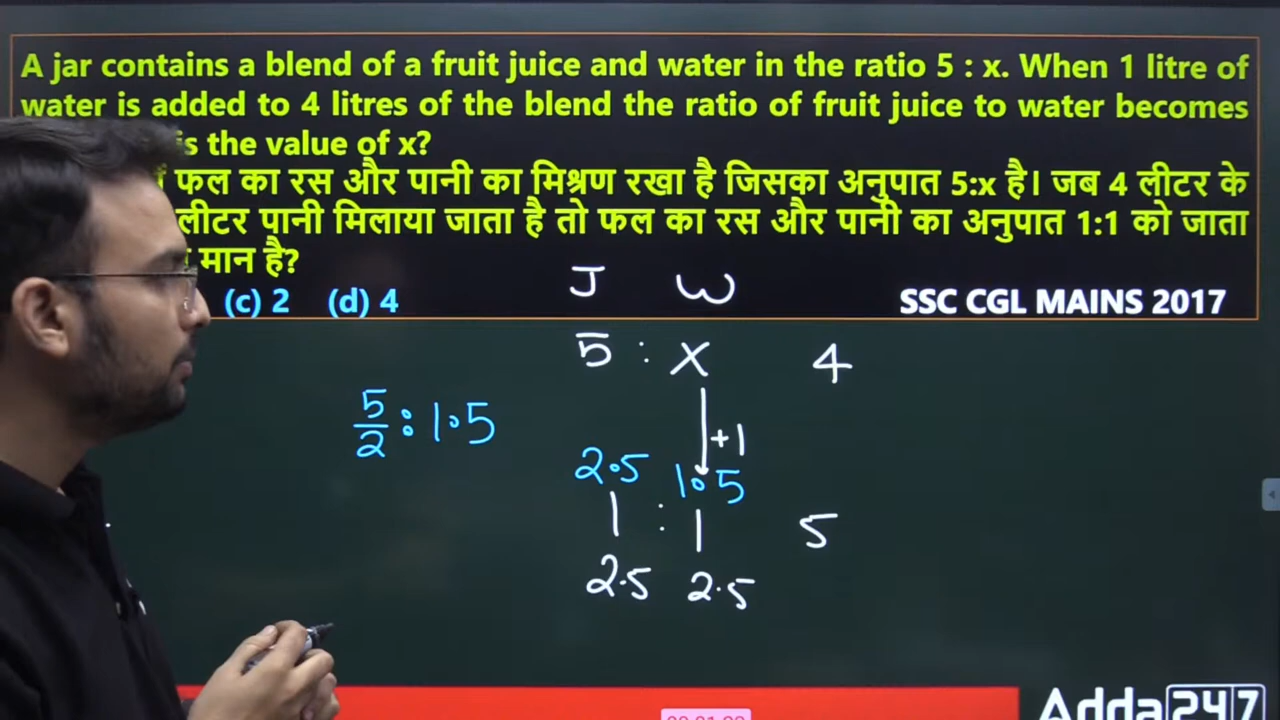 A jar contains a blend of a fruit juice and water in the ratio 5 : x. When 1 litre of
water is added to 4 litres of the blend the ratio of fruit juice to water becomes
is the value of x?
फल का रस और पानी का मिश्रण रखा है जिसका अनुपात 5:x है। जब 4 लीटर के
लीटर पानी मिलाया जाता है तो फल का रस और पानी का अनुपात 1:1 को जाता
मान है?
(c) 2 (d) 4
SSC CGL MAINS 2017
J W
5 : x 4
+1
5/2 : 1.5
2.5 1.5
1 : 1 5
2.5 2.5
Adda247